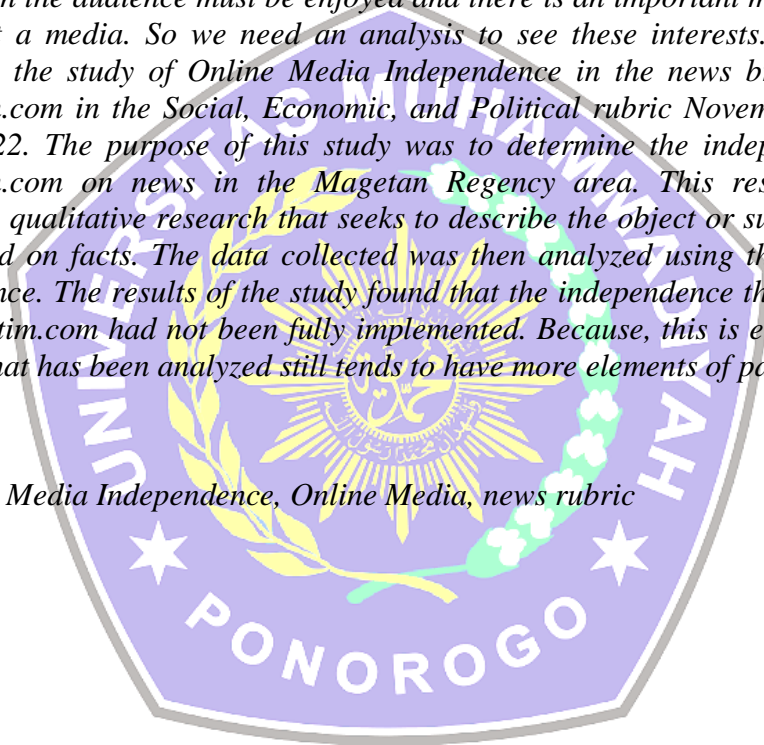 n the audience must be enjoyed and there is an important m
t a media. So we need an analysis to see these interests.
the study of Online Media Independence in the news b
.com in the Social, Economic, and Political rubric Novem
22. The purpose of this study was to determine the indep
.com on news in the Magetan Regency area. This res
qualitative research that seeks to describe the object or su
d on facts. The data collected was then analyzed using th
nce. The results of the study found that the independence th
tim.com had not been fully implemented. Because, this is e
hat has been analyzed still tends to have more elements of pa
Media Independence, Online Media, news rubric
UNIVERSITAS MUHAMMADIYAH
محمد
PONOROGO